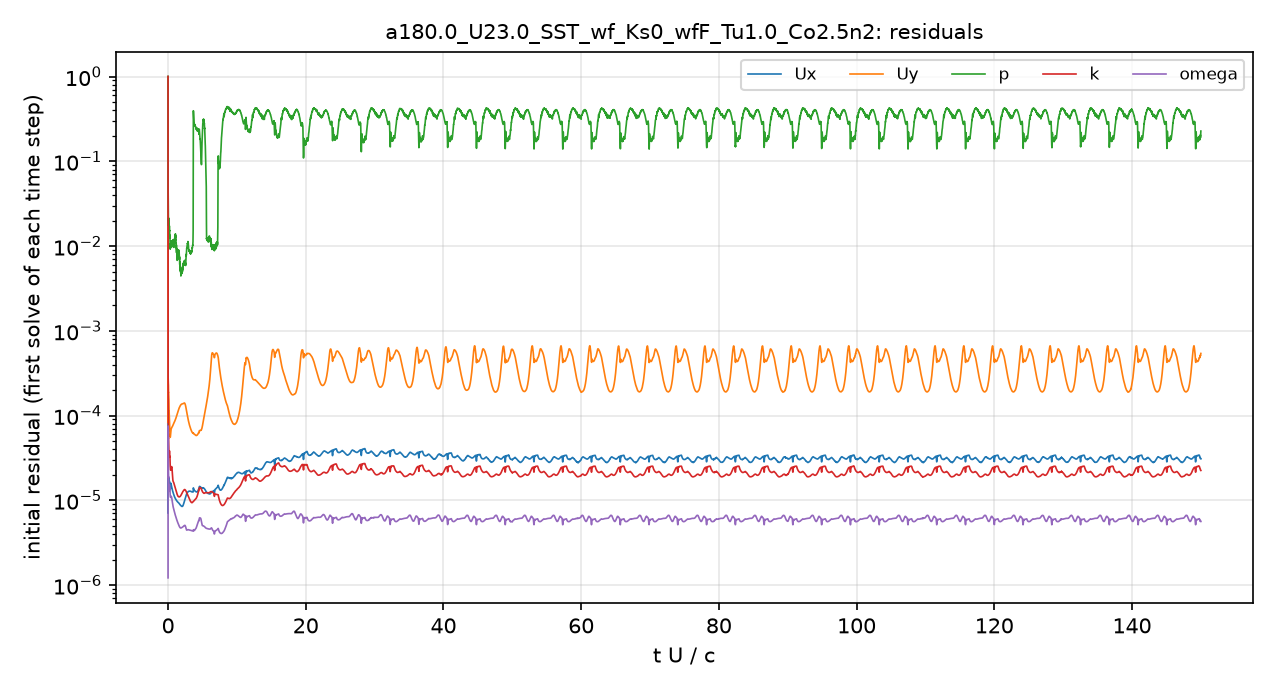 a180.0_U23.0_SST_wf_Ks0_wfF_Tu1.0_Co2.5n2: residuals
Ux Uy p k omega
initial residual (first solve of each time step)
10⁰
10⁻¹
10⁻²
10⁻³
10⁻⁴
10⁻⁵
10⁻⁶
0 20 40 60 80 100 120 140
t U / c